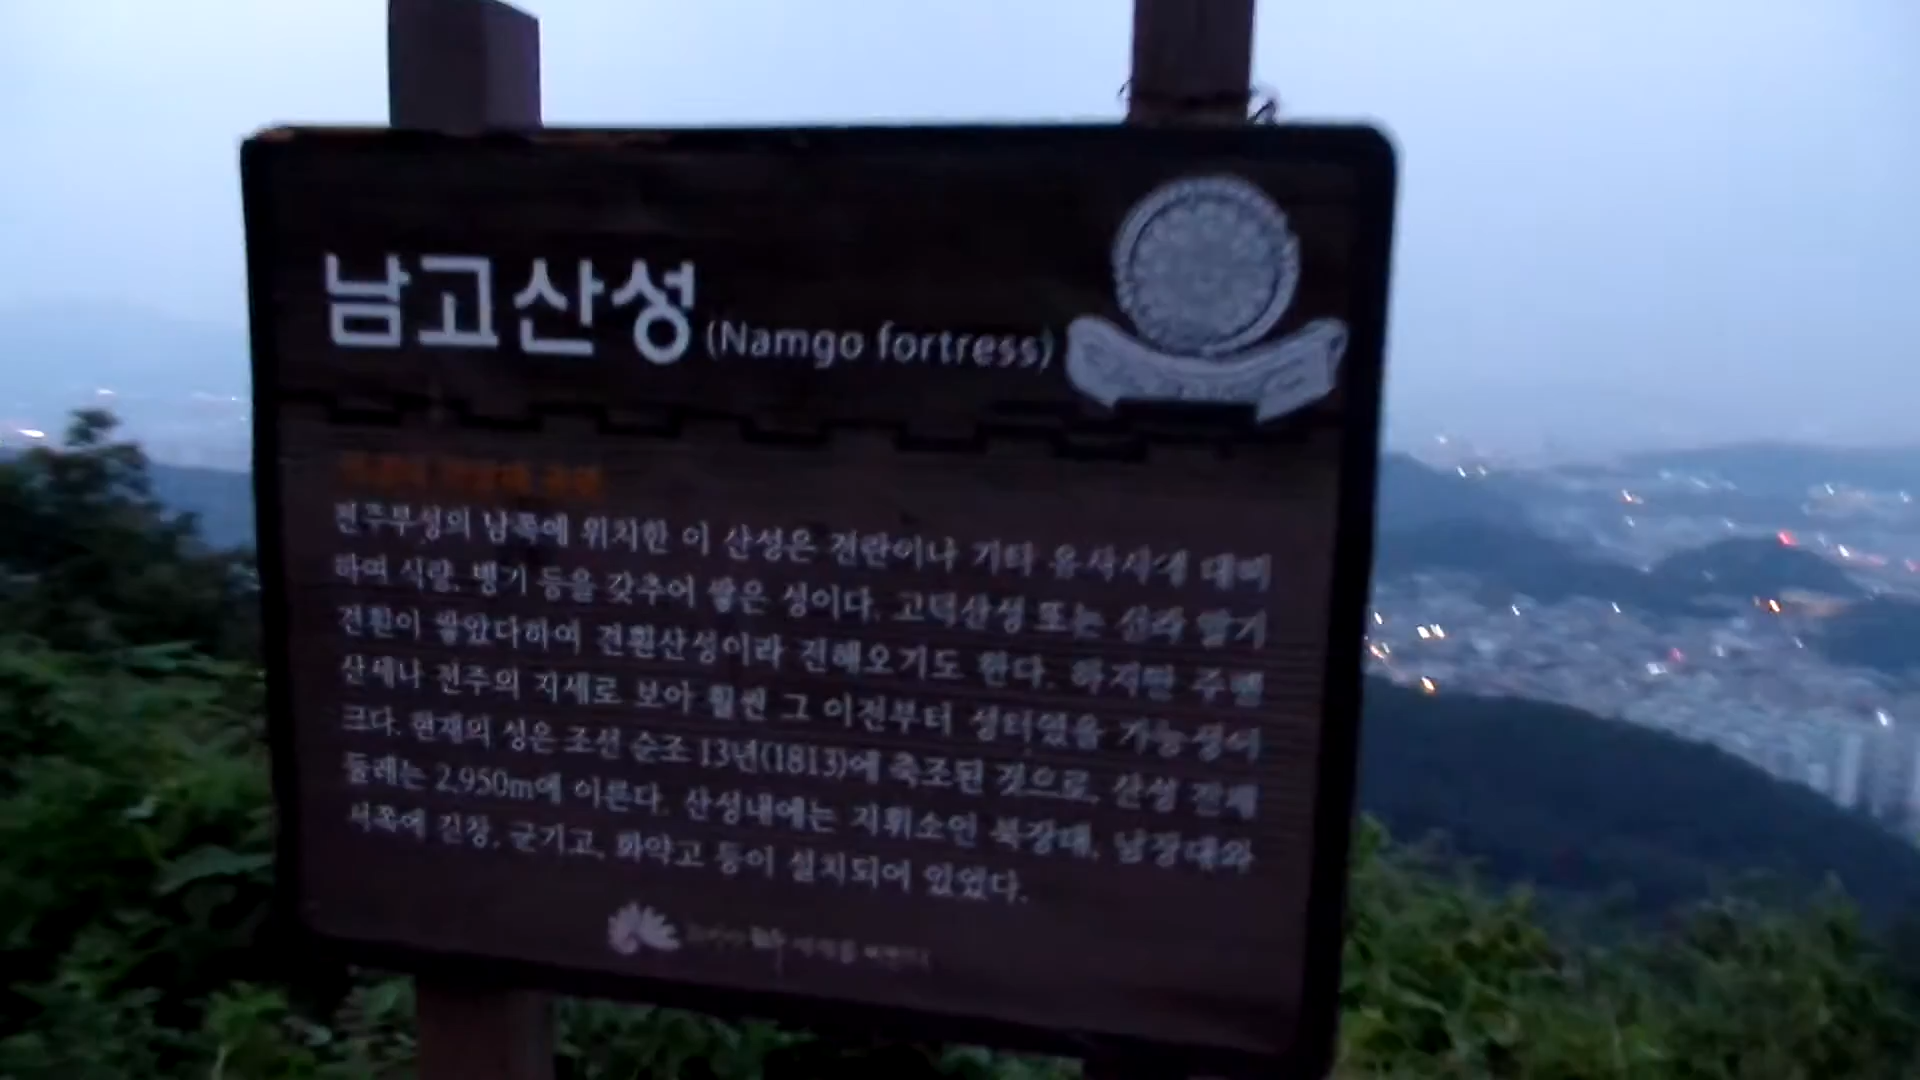 남고산성 (Namgo fortress)
전주부성의 남쪽에 위치한 이 산성은 전란이나 기타 유사시에 대비
하여 식량, 병기 등을 갖추어 쌓은 성이다. 고덕산성 또는
견훤이 쌓았다하여 견훤산성이라 전해오기도 한다. 하지만 주변
산세나 전주의 지세로 보아 훨씬 그 이전부터 성터였을 가능성이
크다. 현재의 성은 조선 순조 13년(1813)에 축조된 것으로, 산성 전체
둘레는 2,950m에 이른다. 산성내에는 지휘소인 북장대, 남장대와
서쪽에 긴창, 군기고, 화약고 등이 설치되어 있었다.